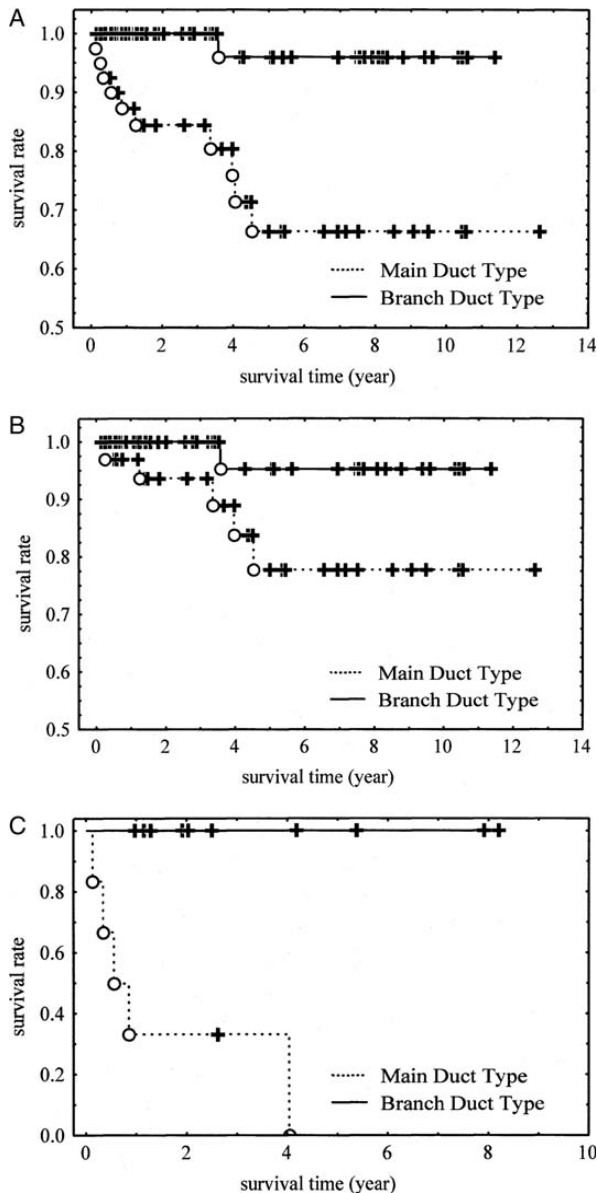 A
1.0
0.9
0.8
0.7
0.6
0.5
survival rate
Main Duct Type
Branch Duct Type
0 2 4 6 8 10 12 14
survival time (year)
B
1.0
0.9
0.8
0.7
0.6
0.5
survival rate
Main Duct Type
Branch Duct Type
0 2 4 6 8 10 12 14
survival time (year)
C
1.0
0.8
0.6
0.4
0.2
0.0
survival rate
Main Duct Type
Branch Duct Type
0 2 4 6 8 10
survival time (year)